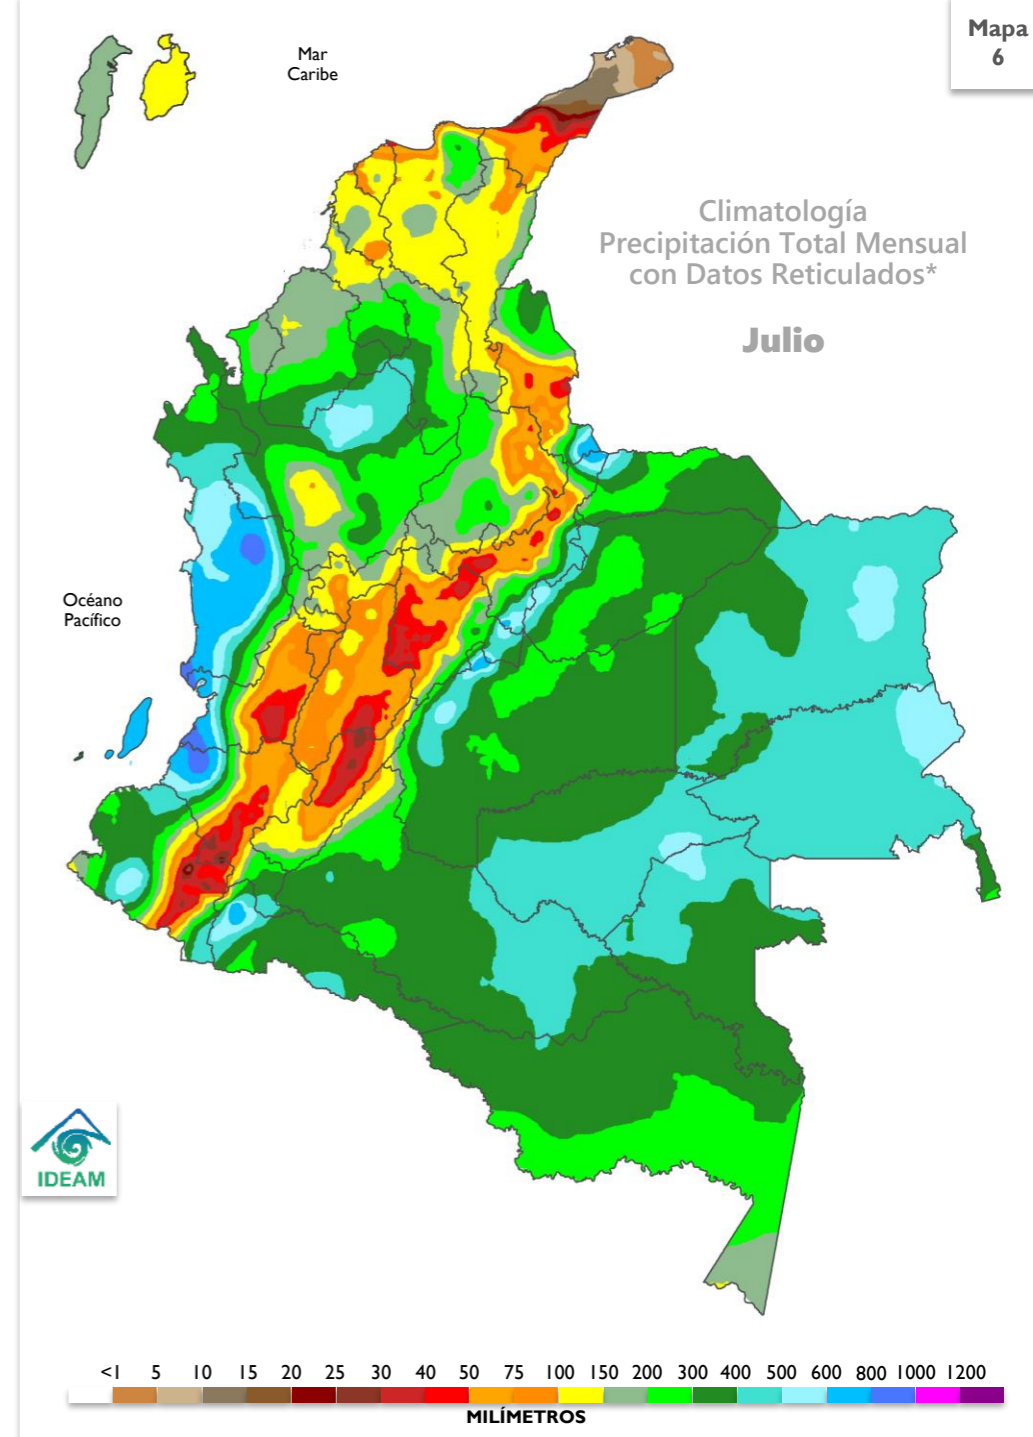 Mapa
6
Mar
Caribe
Climatología
Precipitación Total Mensual
con Datos Reticulados*
Julio
Océano
Pacífico
IDEAM
<1 5 10 15 20 25 30 40 50 75 100 150 200 300 400 500 600 800 1000 1200
MILÍMETROS